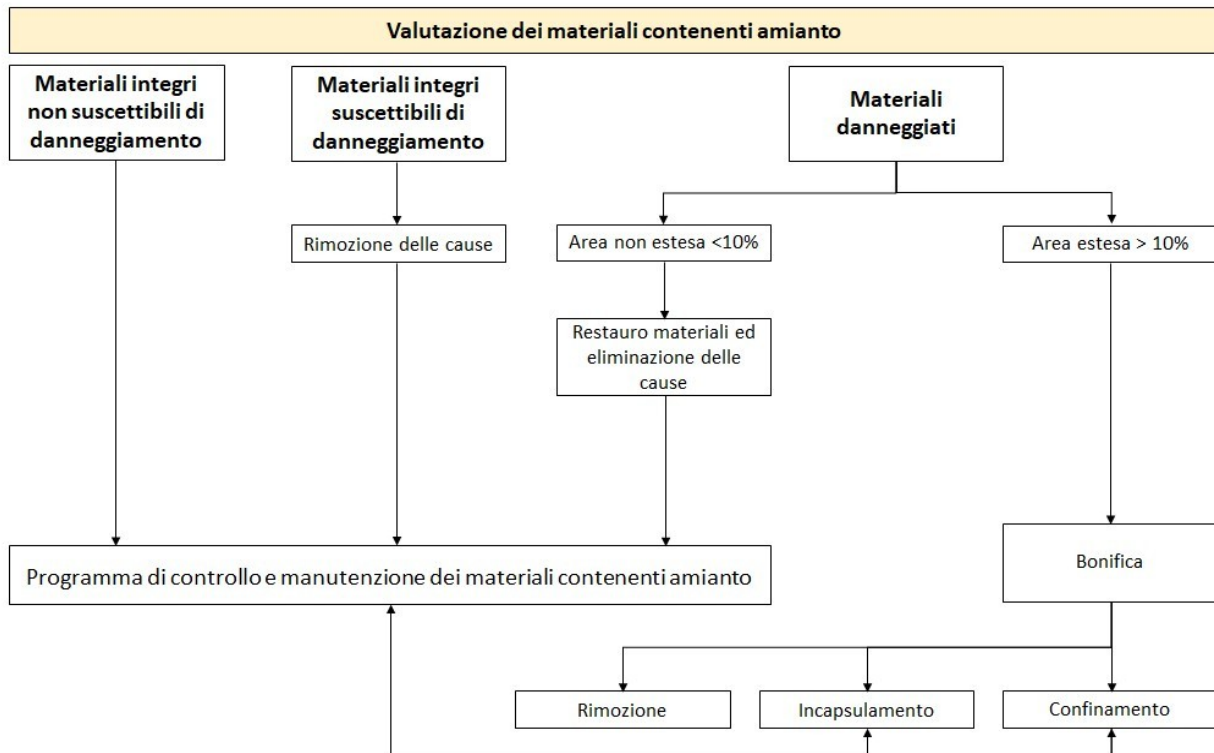 Valutazione dei materiali contenenti amianto
Materiali integri
non suscettibili di
danneggiamento
Materiali integri
suscettibili di
danneggiamento
Materiali
danneggiati
Rimozione delle cause
Area non estesa <10%
Area estesa > 10%
Restauro materiali ed
eliminazione delle
cause
Programma di controllo e manutenzione dei materiali contenenti amianto
Bonifica
Rimozione
Incapsulamento
Confinamento